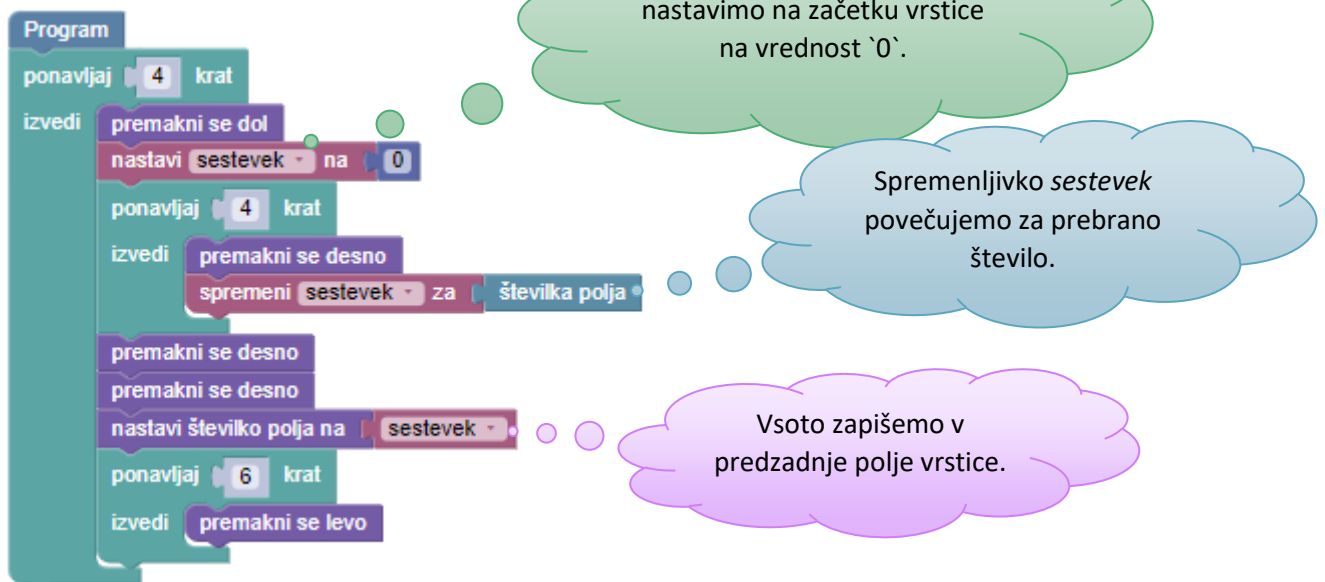 nastavimo na začetku vrstice
na vrednost `0`.
Program
ponavljaj 4 krat
izvedi premakni se dol
nastavi sestevek na 0
ponavljaj 4 krat
izvedi premakni se desno
spremeni sestevek za številka polja
premakni se desno
premakni se desno
nastavi številko polja na sestevek
ponavljaj 6 krat
izvedi premakni se levo
Spremenljivko sestevek
povečujemo za prebrano
število.
Vsoto zapišemo v
predzadnje polje vrstice.